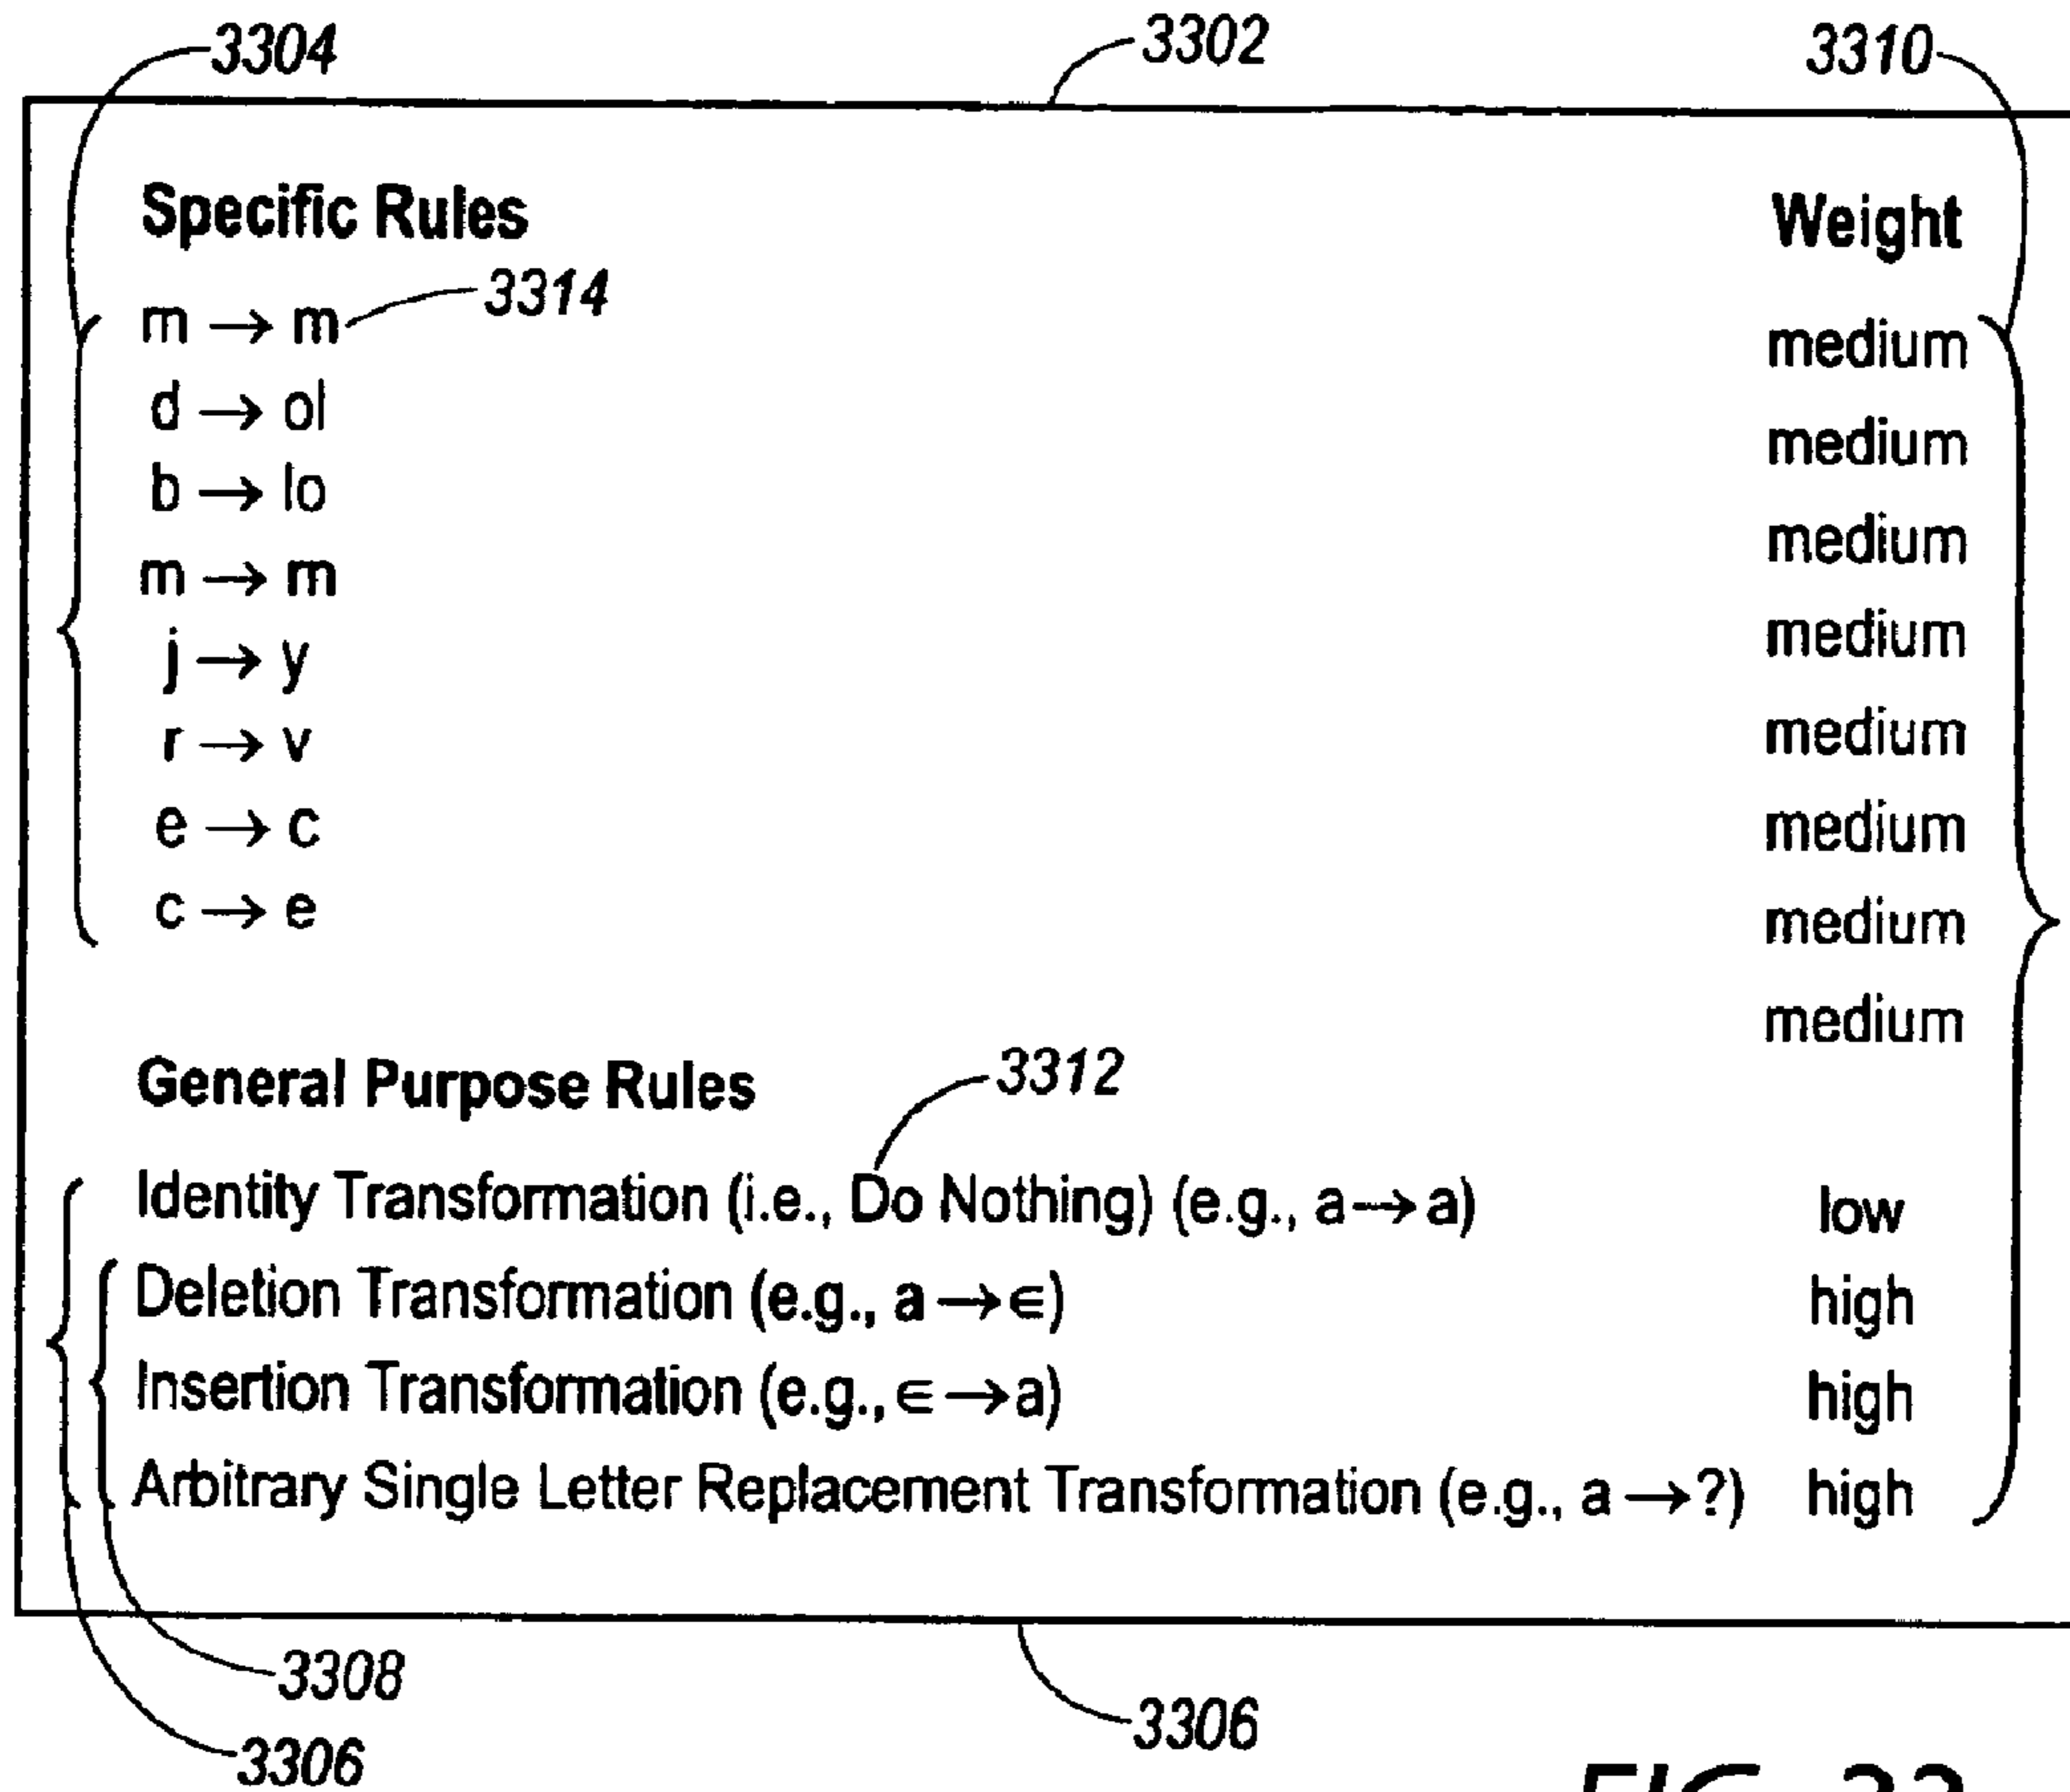 3304 3302 3310
Specific Rules Weight
m → m 3314 medium
d → ol medium
b → lo medium
m → m medium
j → y medium
r → v medium
e → c medium
c → e medium
General Purpose Rules 3312
Identity Transformation (i.e., Do Nothing) (e.g., a → a) low
Deletion Transformation (e.g., a → ∈) high
Insertion Transformation (e.g., ∈ → a) high
Arbitrary Single Letter Replacement Transformation (e.g., a → ?) high
3308
3306
3306
FIG. 33